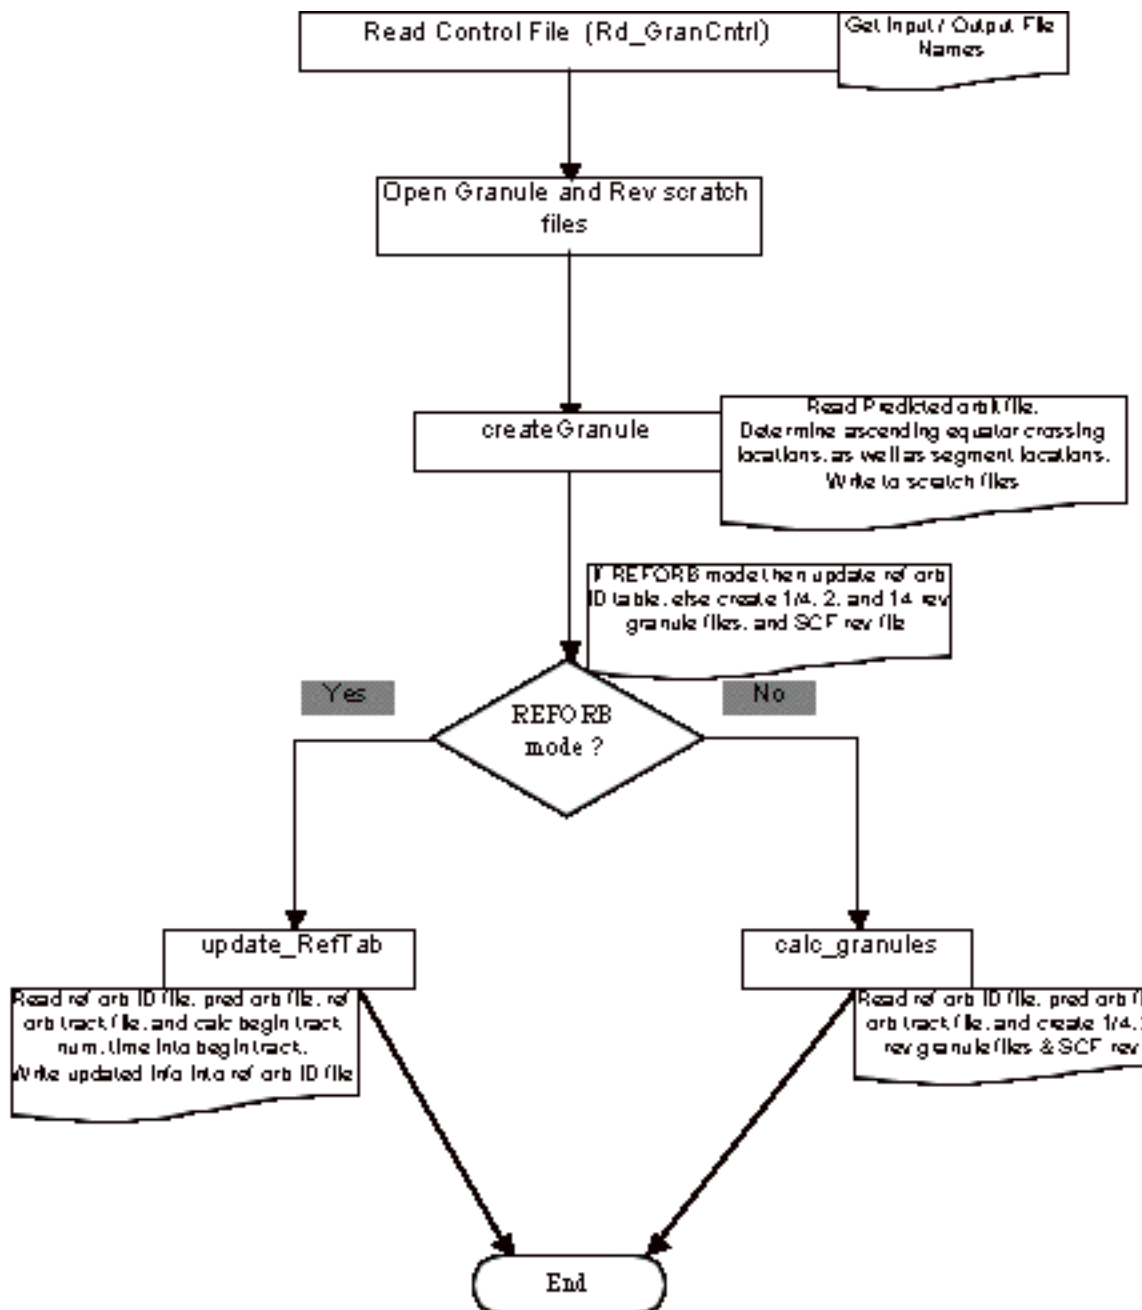 Read Control File (Rd_GranCntrl)
Get Input / Output File
Names
Open Granule and Rev scratch
files
createGranule
Read Predicted orbit file.
Determine ascending equator crossing
locations, as well as segment locations.
Write to scratch files
If REFORB mode then update ref orb
ID table, else create 1/4, 2, and 14 rev
granule files, and SCF rev file
Yes
No
REFORB
mode ?
update_RefTab
calc_granules
Read ref orb ID file, pred orb file, ref
orb track file, and calc begin track
num, time into begin track.
Write updated info into ref orb ID file
Read ref orb ID file, pred orb
orb track file, and create 1/4,
rev granule files & SCF rev
End